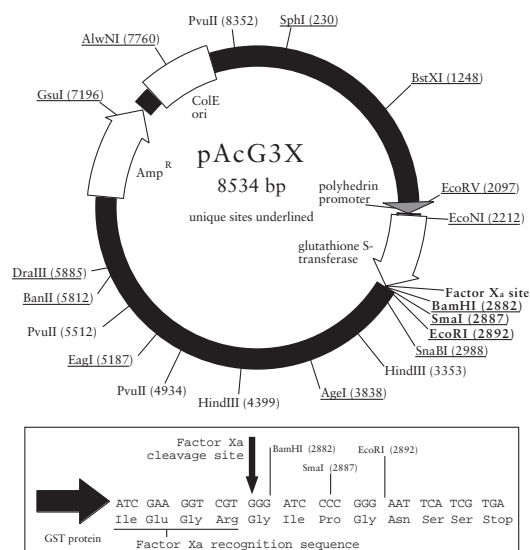 PvuII (8352)
SphI (230)
AlwNI (7760)
BstXI (1248)
GsuI (7196)
ColE
ori
Amp R
pAcG3X
8534 bp
unique sites underlined
polyhedrin
promoter
EcoRV (2097)
EcoNI (2212)
glutathione S-
transferase
Factor Xa site
BamHI (2882)
SmaI (2887)
EcoRI (2892)
SnaBI (2988)
HindIII (3353)
AgeI (3838)
HindIII (4399)
PvuII (4934)
EagI (5187)
PvuII (5512)
BanII (5812)
DraIII (5885)
Factor Xa
cleavage site
BamHI (2882)
EcoRI (2892)
SmaI (2887)
ATC GAA GGT CGT GGG ATC CCC GGG AAT TCA TCG TGA
Ile Glu Gly Arg Gly Ile Pro Gly Asn Ser Ser Stop
GST protein
Factor Xa recognition sequence